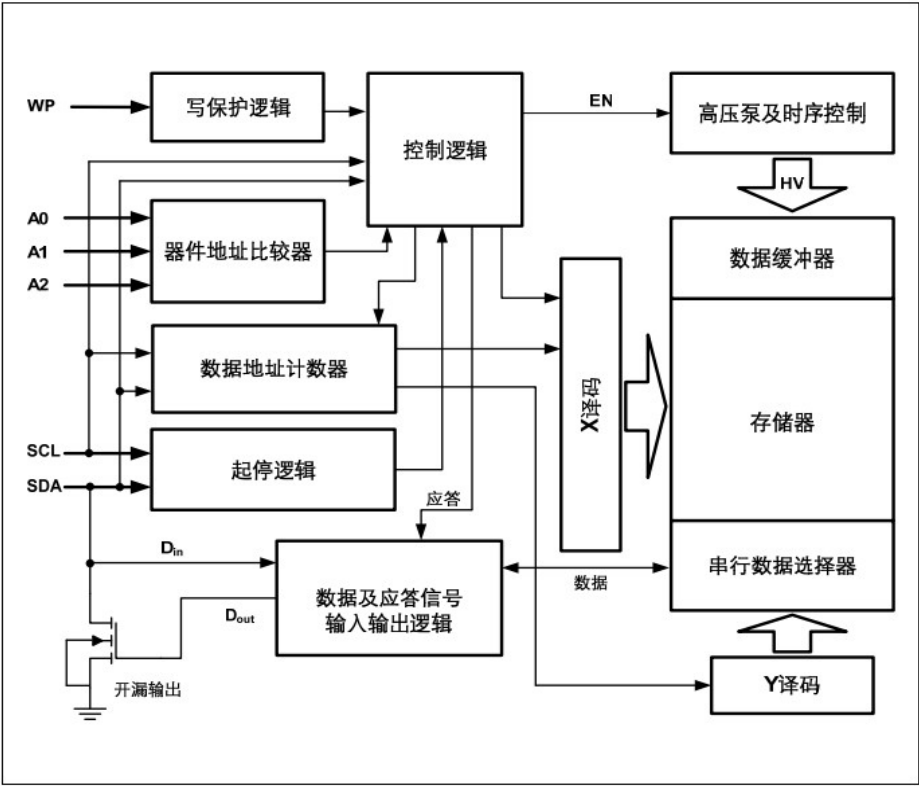 WP
写保护逻辑
控制逻辑
EN
高压泵及时序控制
HV
A0
A1
A2
器件地址比较器
数据缓冲器
数据地址计数器
X译码
存储器
SCL
SDA
起停逻辑
应答
Din
数据及应答信号
输入输出逻辑
数据
串行数据选择器
Dout
开漏输出
Y译码